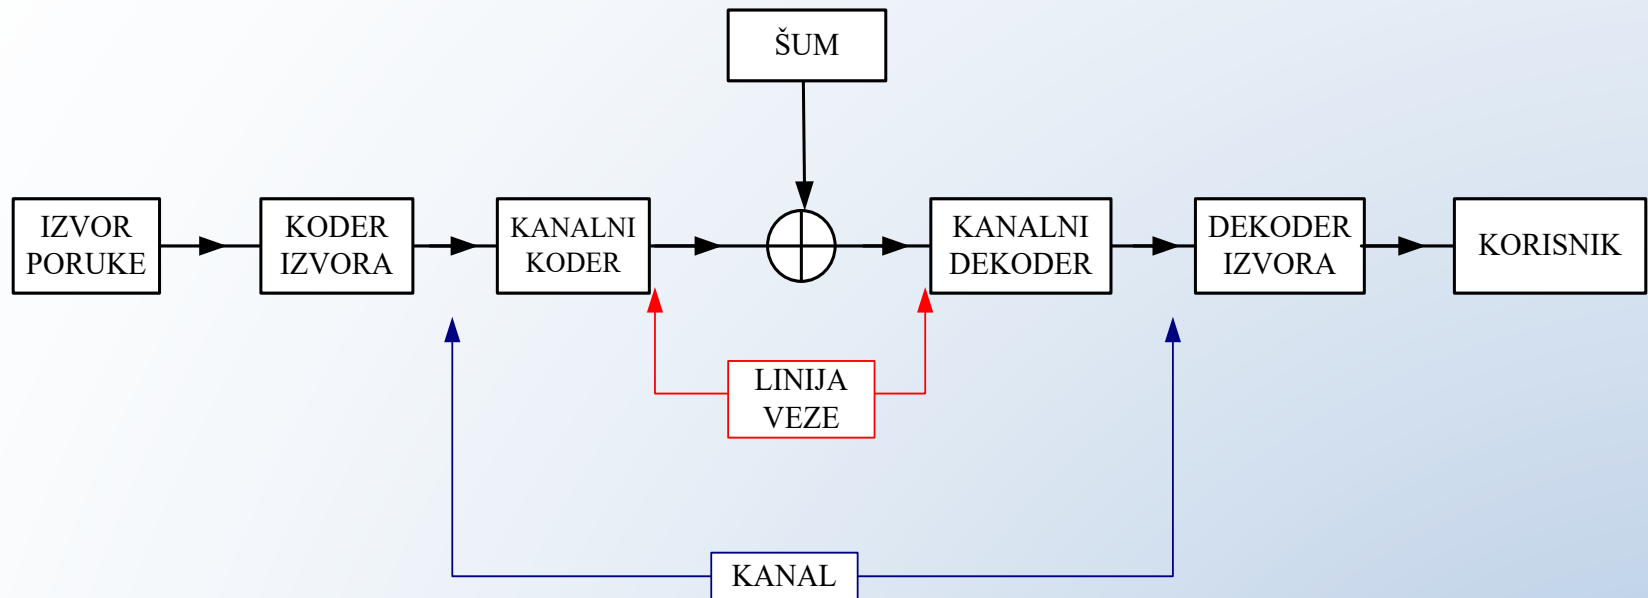 ŠUM
IZVOR
PORUKE
KODER
IZVORA
KANALNI
KODER
KANALNI
DEKODER
DEKODER
IZVORA
KORISNIK
LINIJA
VEZE
KANAL